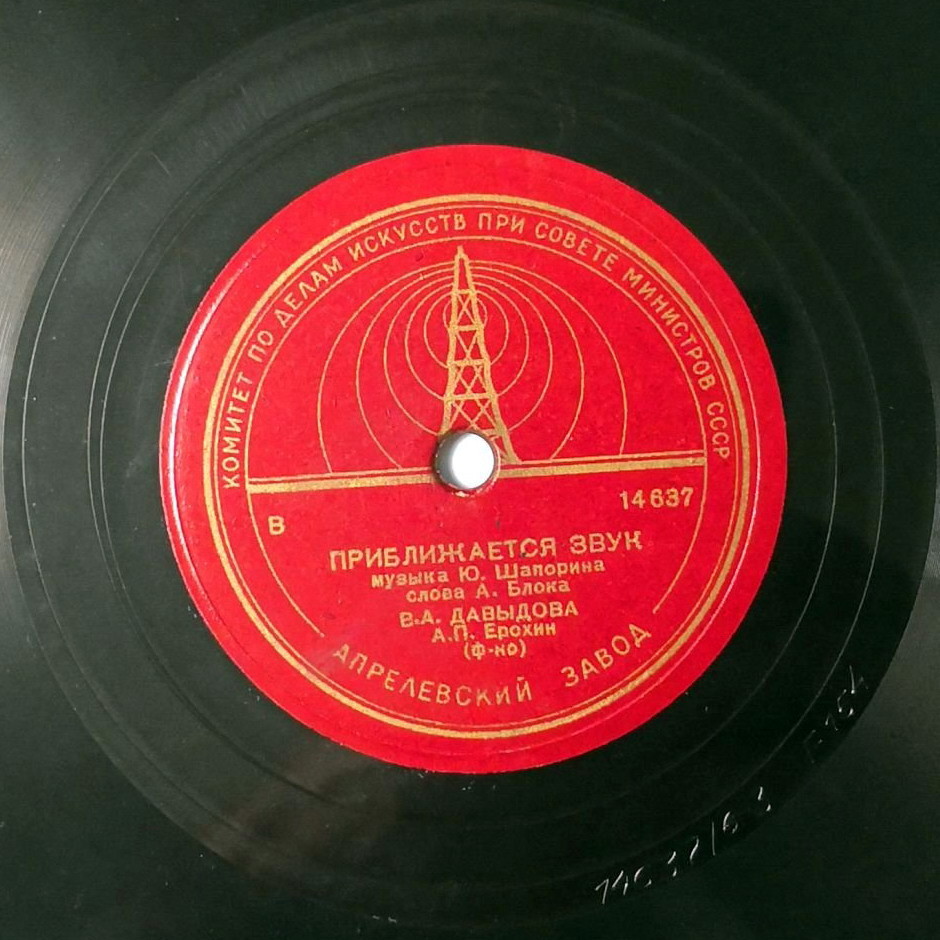 КОМИТЕТ ПО ДЕЛАМ ИСКУССТВ ПРИ СОВЕТЕ МИНИСТРОВ СССР
В
14637
ПРИБЛИЖАЕТСЯ ЗВУК
музыка Ю. Шапорина
слова А. Блока
В.А. ДАВЫДОВА
А.П. Ерохин
(ф-но)
АПРЕЛЕВСКИЙ ЗАВОД